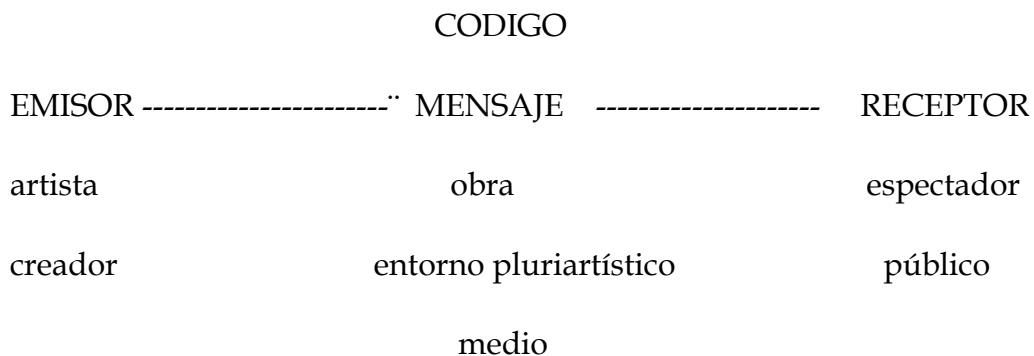 CODIGO
EMISOR -----------------------¨ MENSAJE --------------------- RECEPTOR
artista obra espectador
creador entorno pluriartístico público
medio